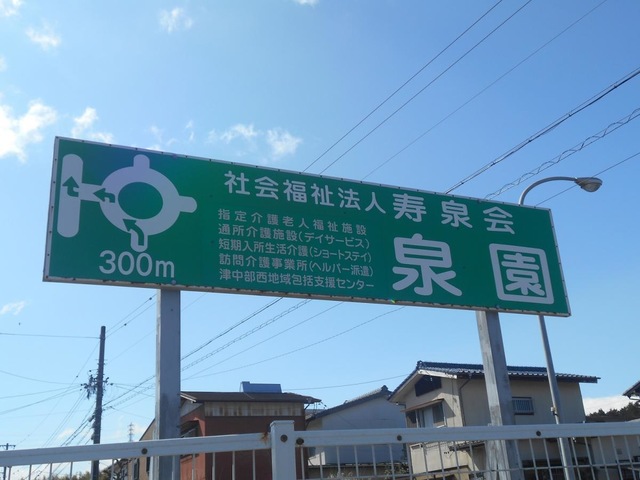 社会福祉法人 寿泉会
指定介護老人福祉施設
通所介護施設(デイサービス)
短期入所生活介護(ショートステイ)
訪問介護事業所(ヘルパー派遣)
津中部西地域包括支援センター
泉園
300m